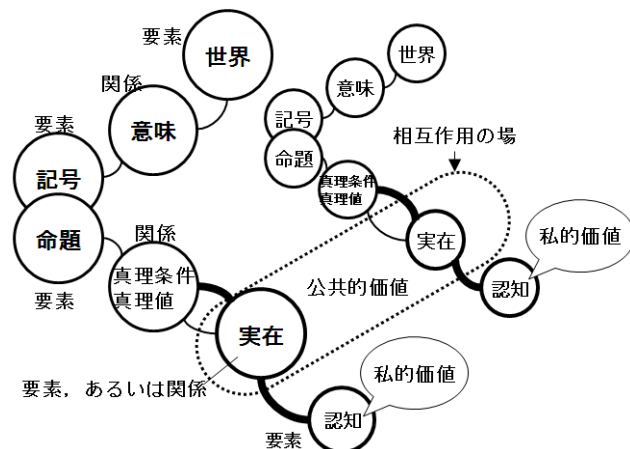 要素
世界
関係
意味
要素
記号
命題
要素
関係
真理条件
真理値
実在
要素，あるいは関係
認知
要素
私的価値
世界
意味
記号
命題
真理条件
真理値
実在
認知
私的価値
相互作用の場
公共的価値